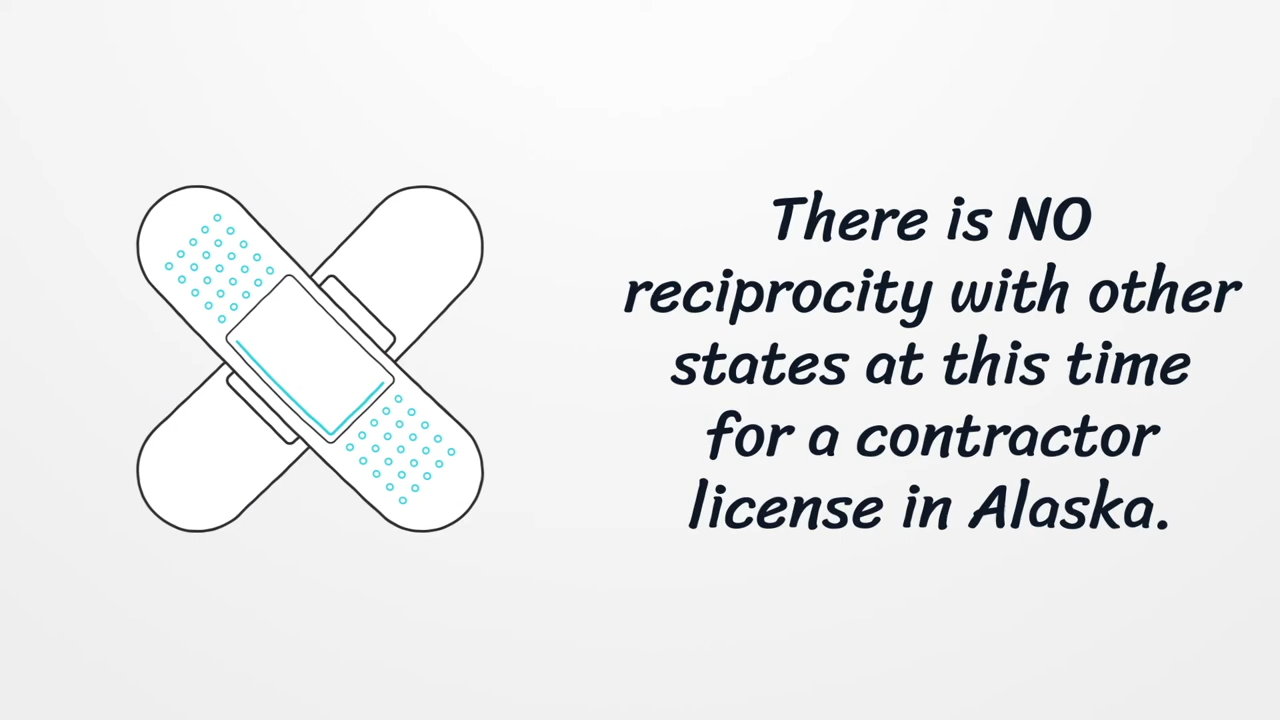 There is NO
reciprocity with other
states at this time
for a contractor
license in Alaska.